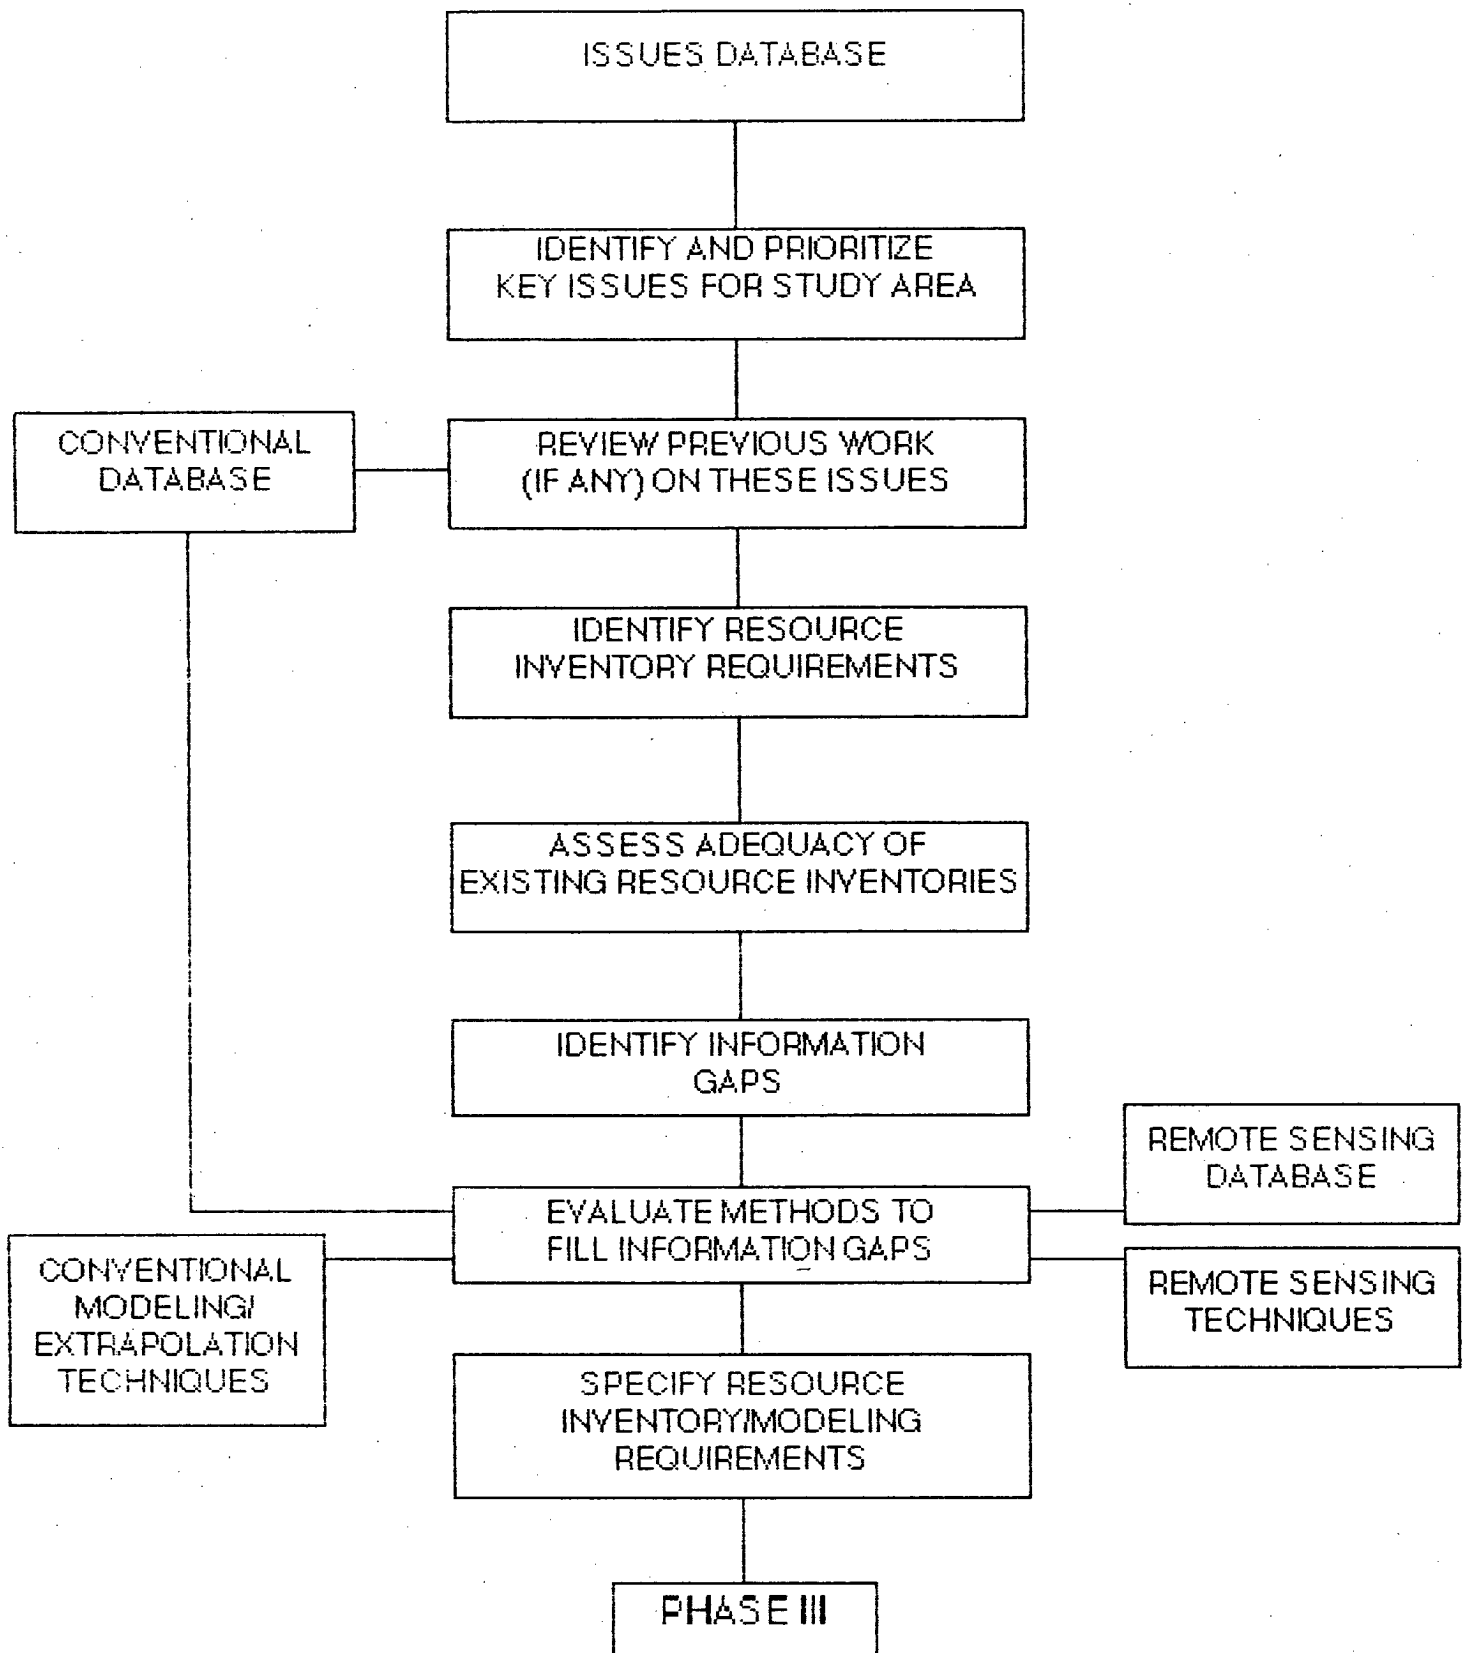 ISSUES DATABASE
IDENTIFY AND PRIORITIZE
KEY ISSUES FOR STUDY AREA
CONVENTIONAL
DATABASE
REVIEW PREVIOUS WORK
(IF ANY) ON THESE ISSUES
IDENTIFY RESOURCE
INVENTORY REQUIREMENTS
ASSESS ADEQUACY OF
EXISTING RESOURCE INVENTORIES
IDENTIFY INFORMATION
GAPS
REMOTE SENSING
DATABASE
EVALUATE METHODS TO
FILL INFORMATION GAPS
CONVENTIONAL
MODELING/
EXTRAPOLATION
TECHNIQUES
REMOTE SENSING
TECHNIQUES
SPECIFY RESOURCE
INVENTORY/MODELING
REQUIREMENTS
PHASE III